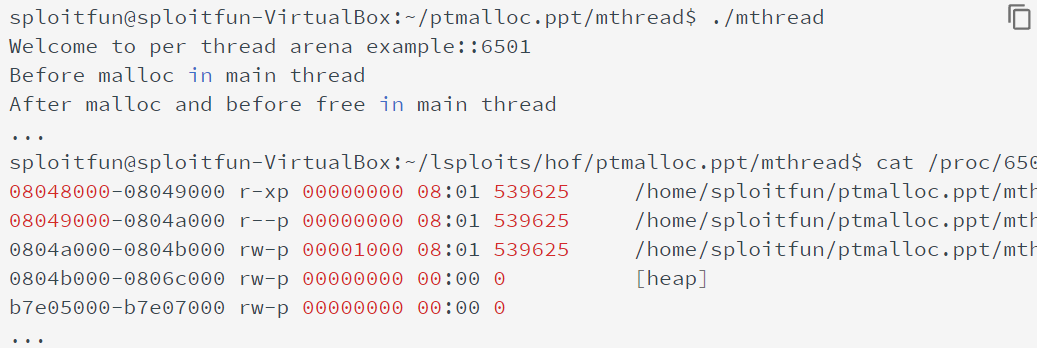 sploitfun@sploitfun-VirtualBox:~/ptmalloc.ppt/mthread$ ./mthread
Welcome to per thread arena example::6501
Before malloc in main thread
After malloc and before free in main thread
...
sploitfun@sploitfun-VirtualBox:~/lsploits/hof/ptmalloc.ppt/mthread$ cat /proc/650
08048000-08049000 r-xp 00000000 08:01 539625 /home/sploitfun/ptmalloc.ppt/mth
08049000-0804a000 r--p 00000000 08:01 539625 /home/sploitfun/ptmalloc.ppt/mth
0804a000-0804b000 rw-p 00001000 08:01 539625 /home/sploitfun/ptmalloc.ppt/mth
0804b000-0806c000 rw-p 00000000 00:00 0 [heap]
b7e05000-b7e07000 rw-p 00000000 00:00 0
...